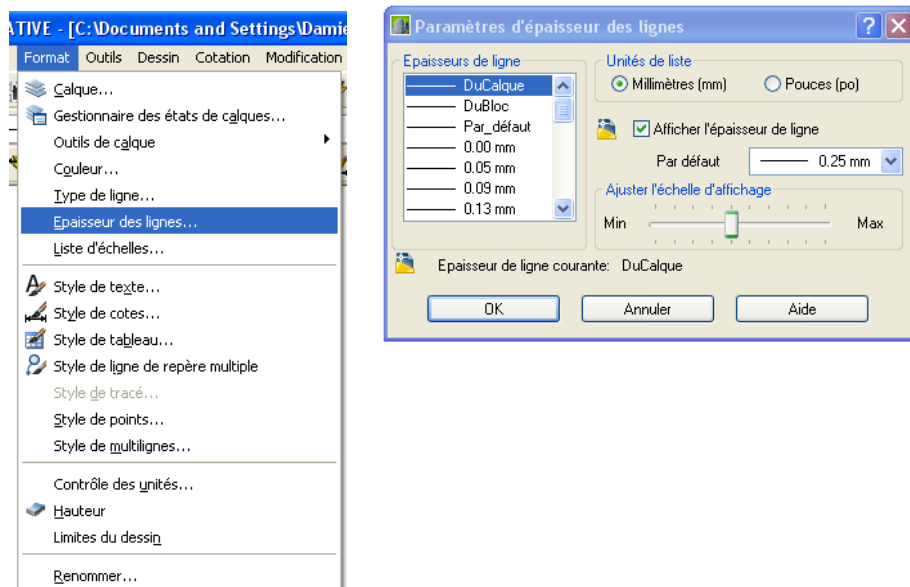 TIVE - [C:\Documents and Settings\Damie
Format Outils Dessin Cotation Modification
Calque...
Gestionnaire des états de calques...
Outils de calque
Couleur...
Type de ligne...
Epaisseur des lignes...
Liste d'échelles...
Style de texte...
Style de cotes...
Style de tableau...
Style de ligne de repère multiple
Style de tracé...
Style de points...
Style de multilignes...
Contrôle des unités...
Hauteur
Limites du dessin
Renommer...
Paramètres d'épaisseur des lignes
Epaisseurs de ligne
DuCalque
DuBloc
Par_défaut
0.00 mm
0.05 mm
0.09 mm
0.13 mm
Unités de liste
Millimètres (mm) Pouces (po)
Afficher l'épaisseur de ligne
Par défaut 0.25 mm
Ajuster l'échelle d'affichage
Min Max
Epaisseur de ligne courante: DuCalque
OK Annuler Aide